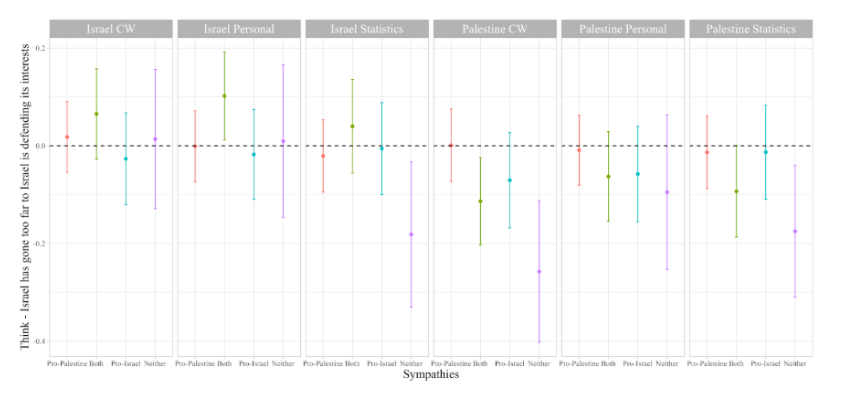 Israel CW Israel Personal Israel Statistics Palestine CW Palestine Personal Palestine Statistics
Think - Israel has gone too far to Israel is defending its interests
0.2
0.0
-0.2
-0.4
Pro-Palestine Both Pro-Israel Neither Pro-Palestine Both Pro-Israel Neither Pro-Palestine Both Pro-Israel Neither Pro-Palestine Both Pro-Israel Neither Pro-Palestine Both Pro-Israel Neither Pro-Palestine Both Pro-Israel Neither
Sympathies